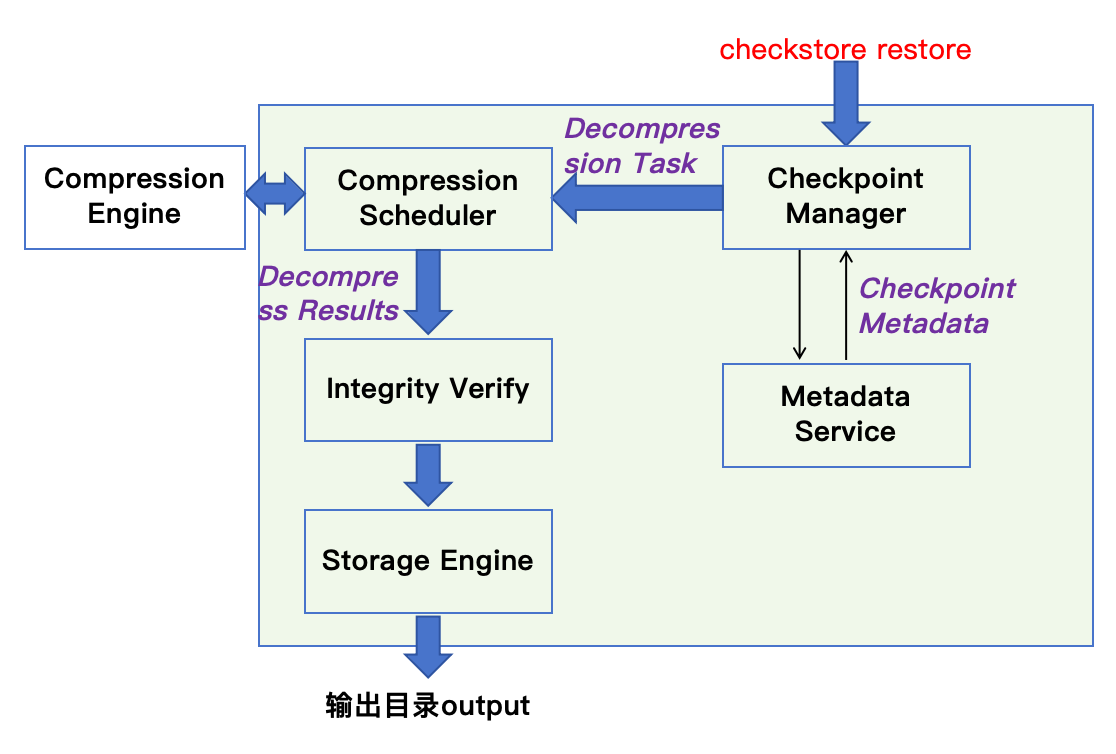 checkstore restore
Decompres
sion Task
Compression
Engine
Compression
Scheduler
Checkpoint
Manager
Decompre
ss Results
Checkpoint
Metadata
Integrity Verify
Metadata
Service
Storage Engine
输出目录output